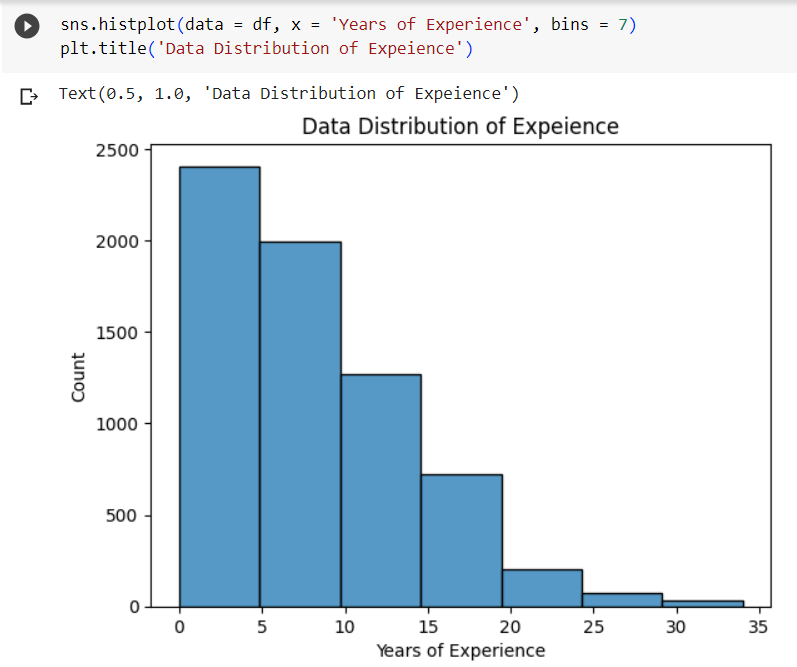 sns.histplot(data = df, x = 'Years of Experience', bins = 7)
plt.title('Data Distribution of Expeience')
Text(0.5, 1.0, 'Data Distribution of Expeience')
Data Distribution of Expeience
2500
2000
1500
1000
500
0
Count
0 5 10 15 20 25 30 35
Years of Experience